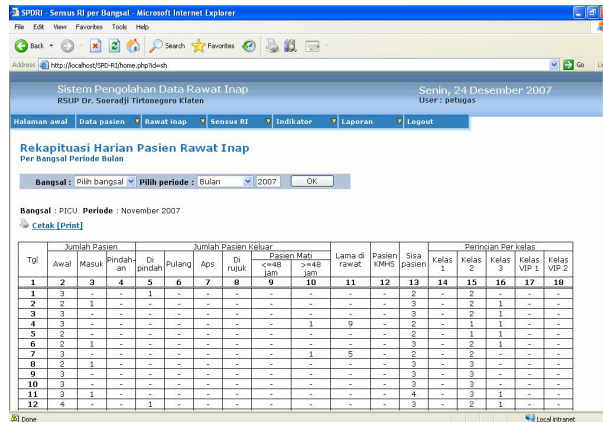 SPDRI - Sensus RI per Bangsal - Microsoft Internet Explorer
File Edit View Favorites Tools Help
Back Search Favorites
Address http://localhost/SPD-RI/home.php?id=sh Go
Sistem Pengolahan Data Rawat Inap Senin, 24 Desember 2007
RSUP Dr. Soeradji Tirtonegoro Klaten User : petugas
Halaman awal Data pasien Rawat inap Sensus RI Indikator Laporan Logout
Rekapituasi Harian Pasien Rawat Inap
Per Bangsal Periode Bulan
Bangsal : Pilih bangsal Pilih periode : Bulan 2007 OK
Bangsal : PICU Periode : November 2007
Cetak [Print]
Tgl Jumlah Pasien Jumlah Pasien Keluar Lama di rawat Pasien KMHS Sisa pasien Perincian Per kelas
Awal Masuk Pindah-an Di pindah Pulang Aps Di rujuk Pasien Mati Kelas 1 Kelas 2 Kelas 3 Kelas VIP 1 Kelas VIP 2
<=48 jam >=48 jam
1 2 3 4 5 6 7 8 9 10 11 12 13 14 15 16 17 18
1 3 - - 1 - - - - - - - 2 - 2 - - -
2 2 1 - - - - - - - - - 3 - 2 1 - -
3 3 - - - - - - - - - - 3 - 2 1 - -
4 3 - - - - - - - 1 9 - 2 - 1 1 - -
5 2 - - - - - - - - - - 2 - 1 1 - -
6 2 1 - - - - - - - - - 3 - 2 1 - -
7 3 - - - - - - - 1 5 - 2 - 2 - - -
8 2 1 - - - - - - - - - 3 - 3 - - -
9 3 - - - - - - - - - - 3 - 3 - - -
10 3 - - - - - - - - - - 3 - 3 - - -
11 3 1 - - - - - - - - - 4 - 3 1 - -
12 4 - - 1 - - - - - - - 3 - 2 1 - -
Done Local intranet